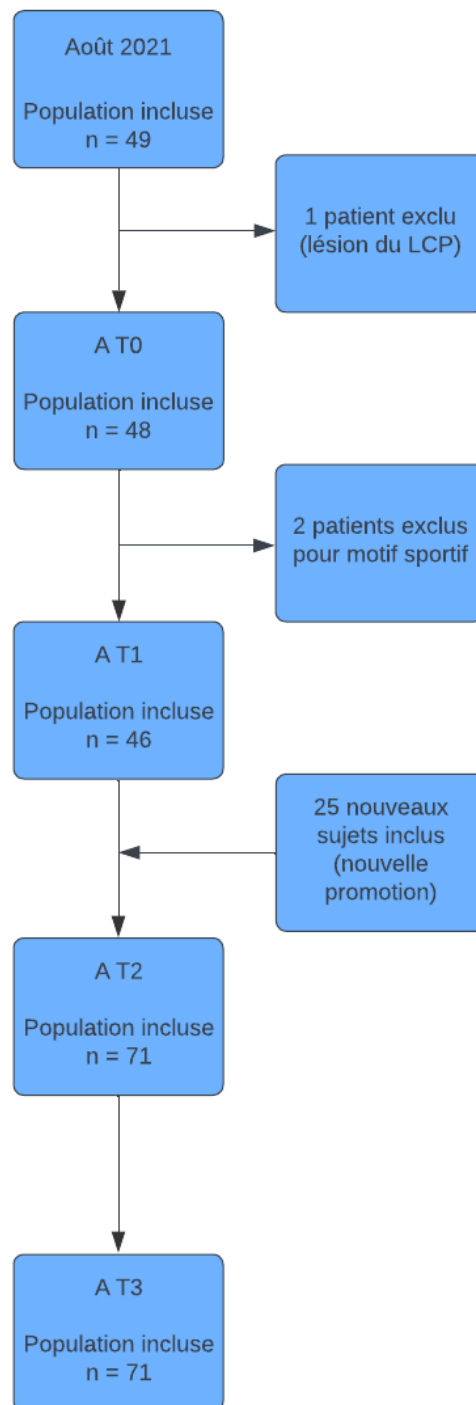 Août 2021
Population incluse
n = 49
1 patient exclu
(lésion du LCP)
A T0
Population incluse
n = 48
2 patients exclus
pour motif sportif
A T1
Population incluse
n = 46
25 nouveaux
sujets inclus
(nouvelle
promotion)
A T2
Population incluse
n = 71
A T3
Population incluse
n = 71